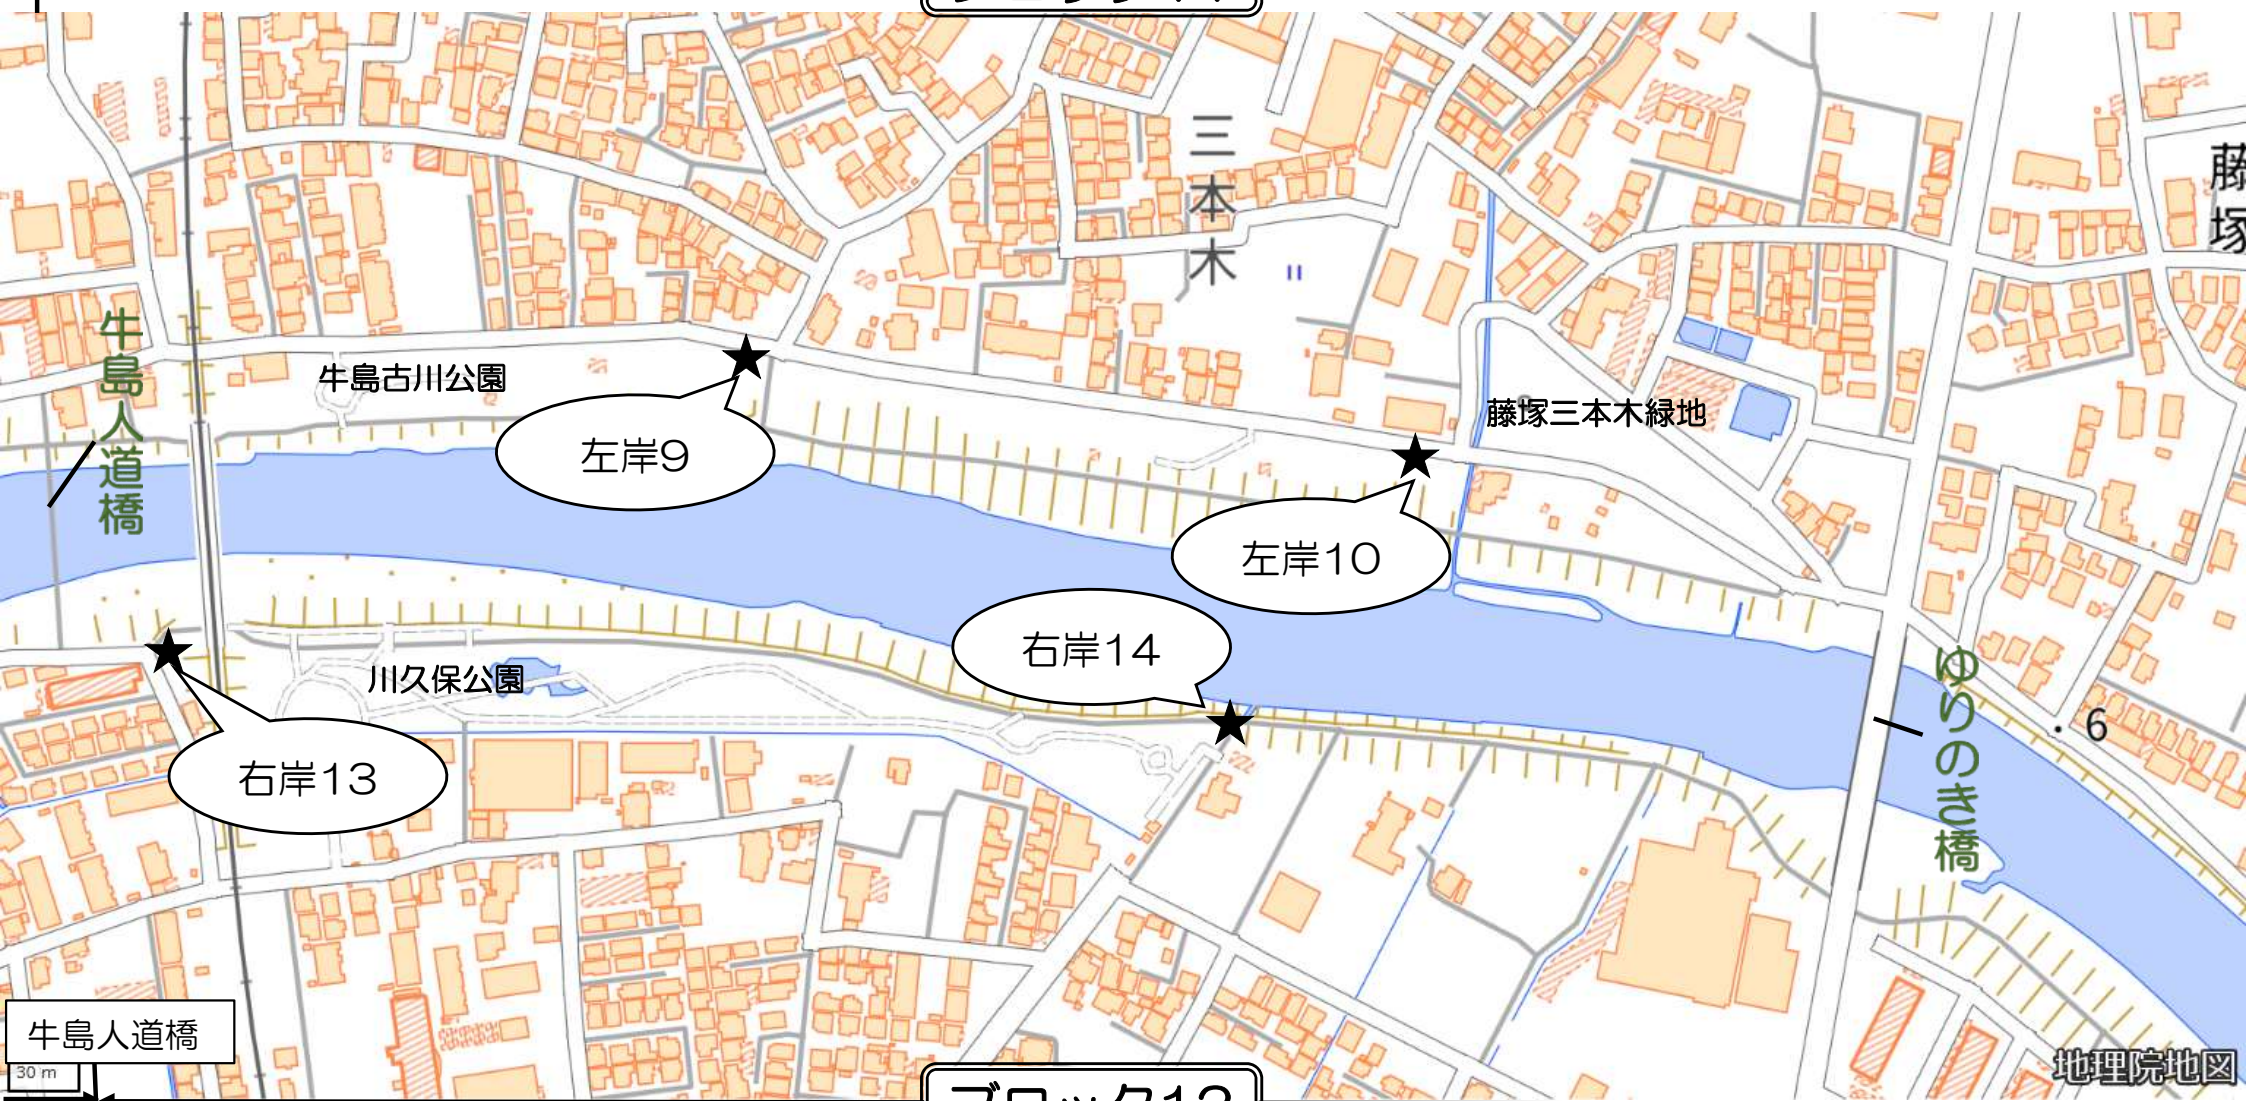 三本木
藤塚
牛島人道橋
牛島古川公園
左岸9
藤塚三本木緑地
左岸10
右岸14
川久保公園
右岸13
ゆりのき橋
6
牛島人道橋
30 m
地理院地図